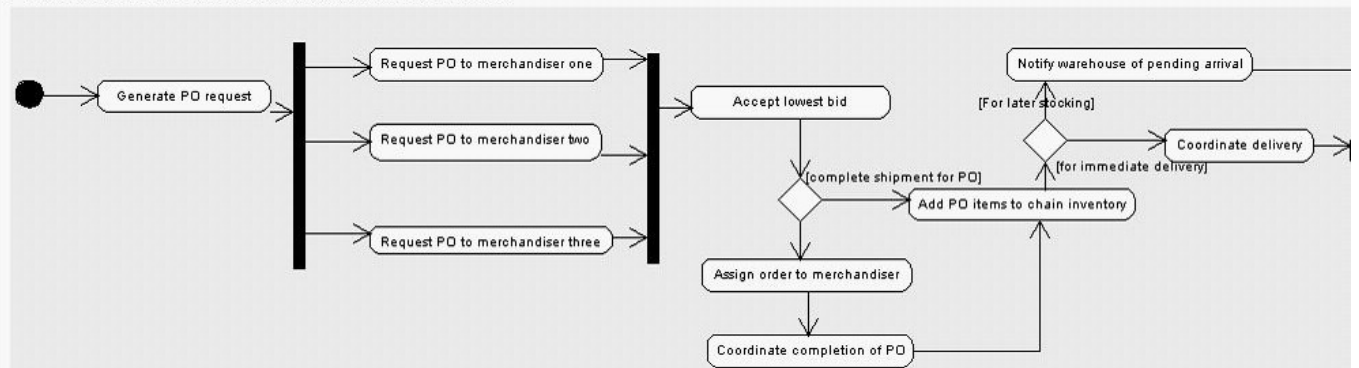 Generate PO request
Request PO to merchandiser one
Request PO to merchandiser two
Request PO to merchandiser three
Accept lowest bid
[complete shipment for PO]
Assign order to merchandiser
Coordinate completion of PO
Add PO items to chain inventory
Notify warehouse of pending arrival
[For later stocking]
[for immediate delivery]
Coordinate delivery